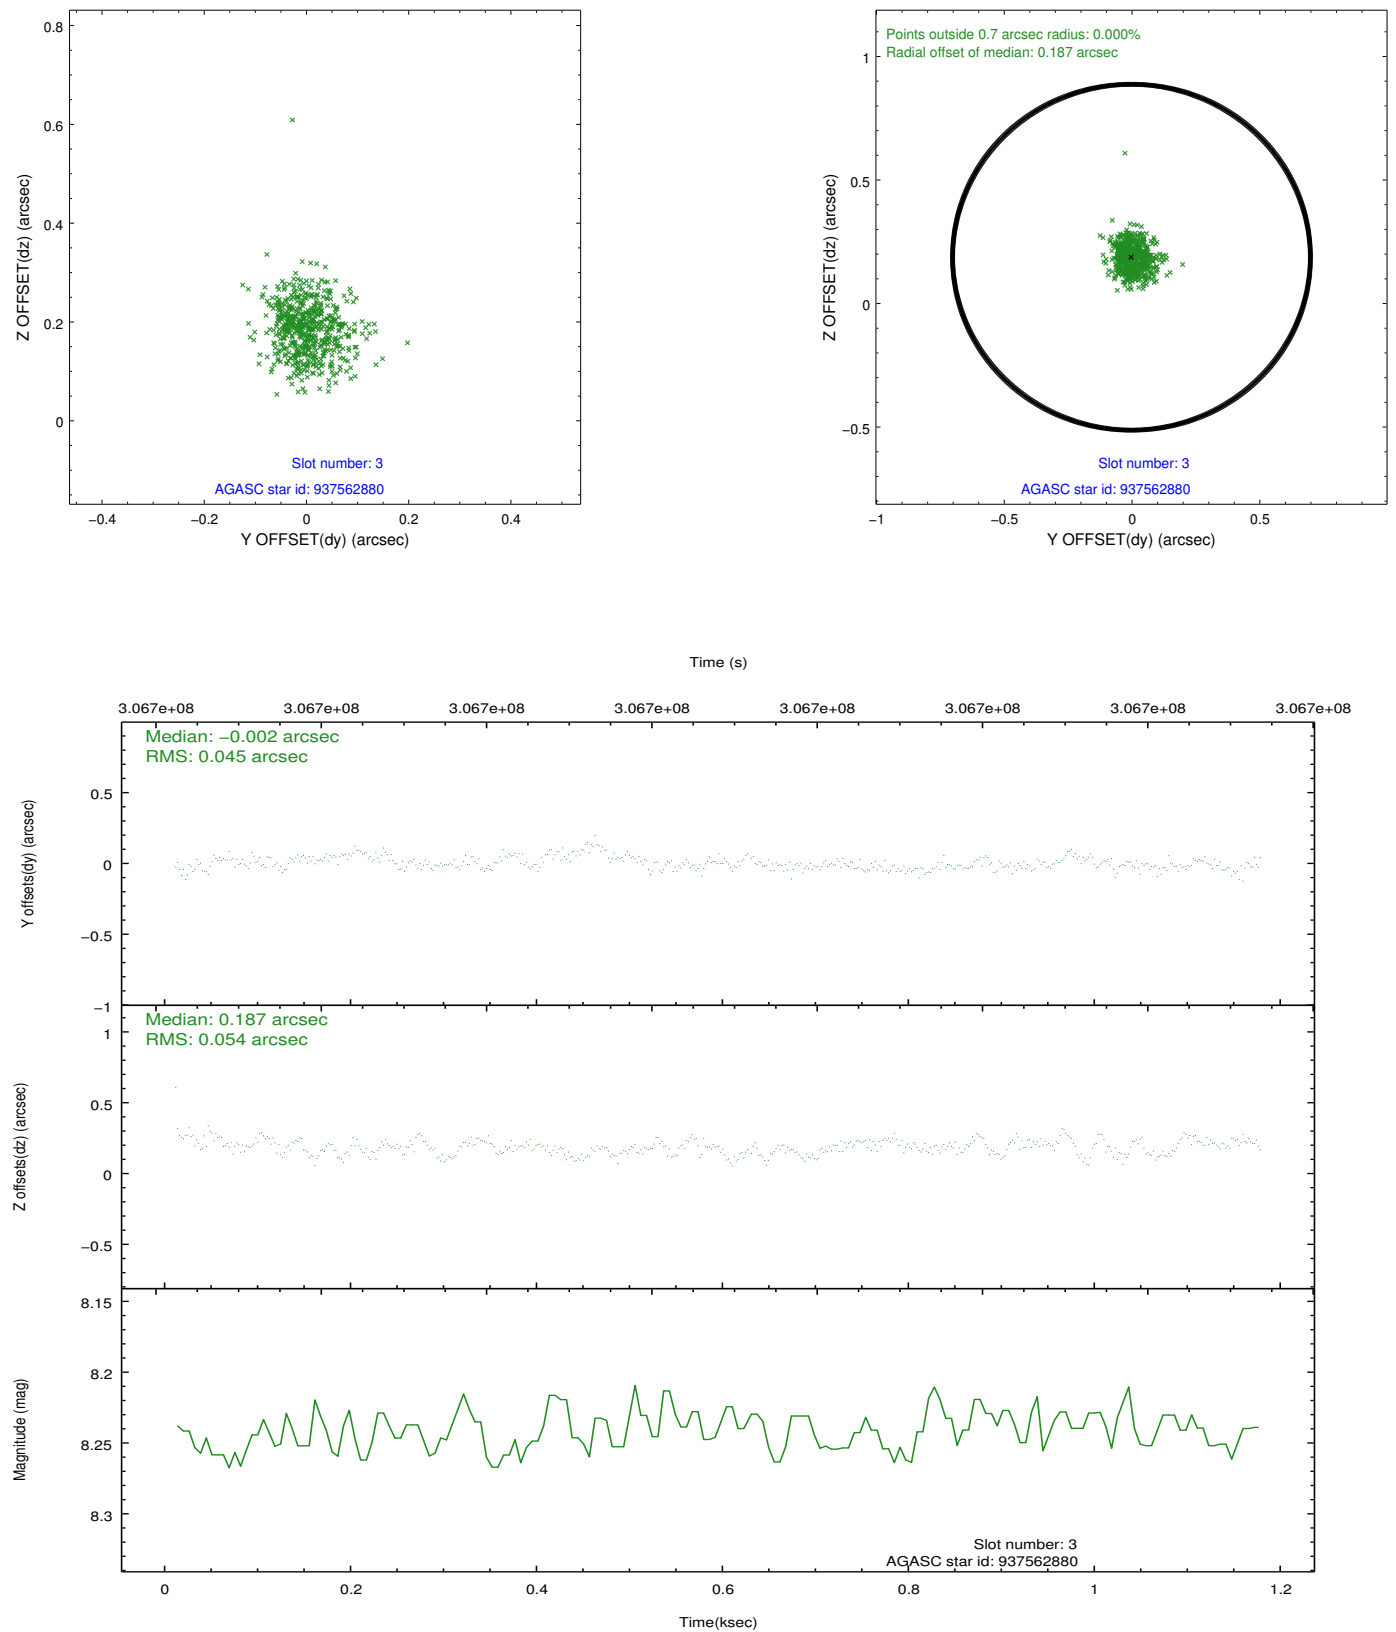 0.8
0.6
0.4
0.2
0
Z OFFSET(dz) (arcsec)
Slot number: 3
AGASC star id: 937562880
−0.4 −0.2 0 0.2 0.4
Y OFFSET(dy) (arcsec)
Points outside 0.7 arcsec radius: 0.000%
Radial offset of median: 0.187 arcsec
1
0.5
0
−0.5
Z OFFSET(dz) (arcsec)
Slot number: 3
AGASC star id: 937562880
−1 −0.5 0 0.5
Y OFFSET(dy) (arcsec)
Time (s)
3.067e+08 3.067e+08 3.067e+08 3.067e+08 3.067e+08 3.067e+08 3.067e+08 3.067e+08
Median: −0.002 arcsec
RMS: 0.045 arcsec
0.5
0
−0.5
−1
Y offsets(dy) (arcsec)
Median: 0.187 arcsec
RMS: 0.054 arcsec
1
0.5
0
−0.5
Z offsets(dz) (arcsec)
8.15
8.2
8.25
8.3
Magnitude (mag)
Slot number: 3
AGASC star id: 937562880
0 0.2 0.4 0.6 0.8 1 1.2
Time(ksec)